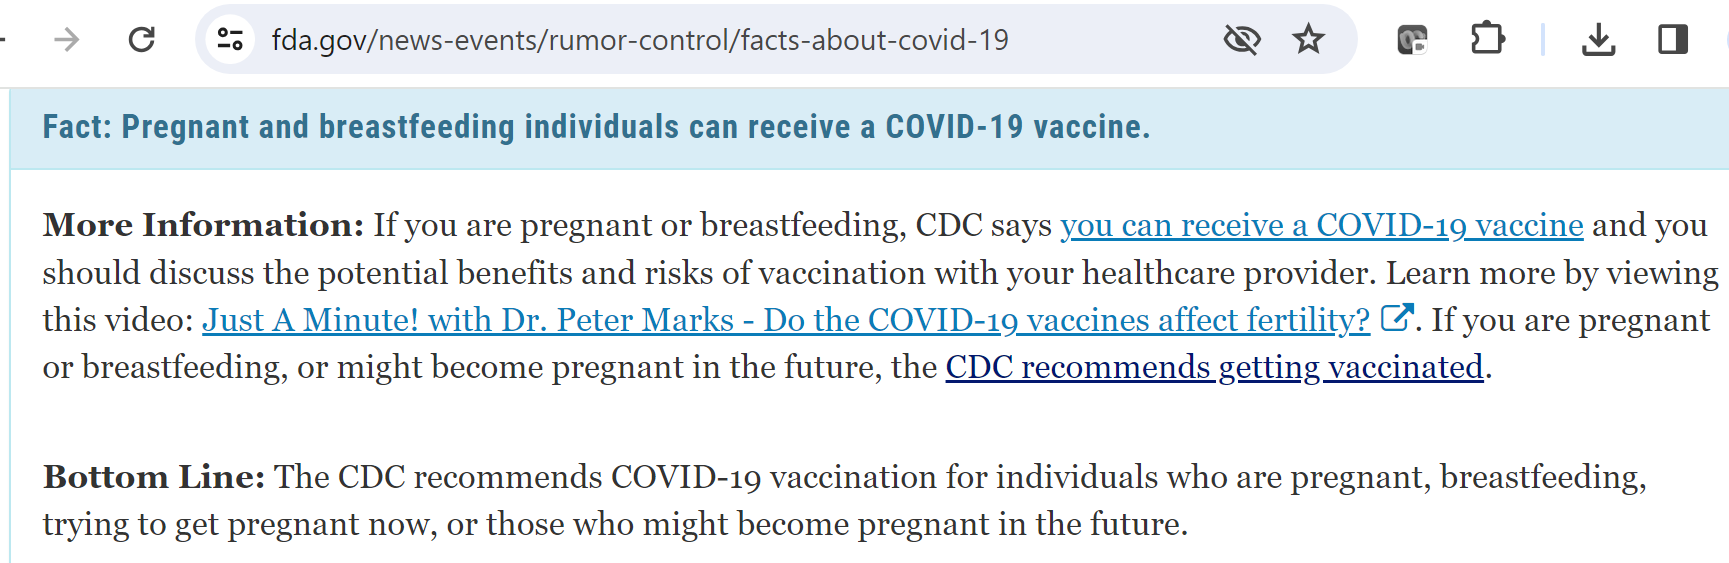 fda.gov/news-events/rumor-control/facts-about-covid-19
Fact: Pregnant and breastfeeding individuals can receive a COVID-19 vaccine.
More Information: If you are pregnant or breastfeeding, CDC says you can receive a COVID-19 vaccine and you
should discuss the potential benefits and risks of vaccination with your healthcare provider. Learn more by viewing
this video: Just A Minute! with Dr. Peter Marks - Do the COVID-19 vaccines affect fertility? . If you are pregnant
or breastfeeding, or might become pregnant in the future, the CDC recommends getting vaccinated.
Bottom Line: The CDC recommends COVID-19 vaccination for individuals who are pregnant, breastfeeding,
trying to get pregnant now, or those who might become pregnant in the future.